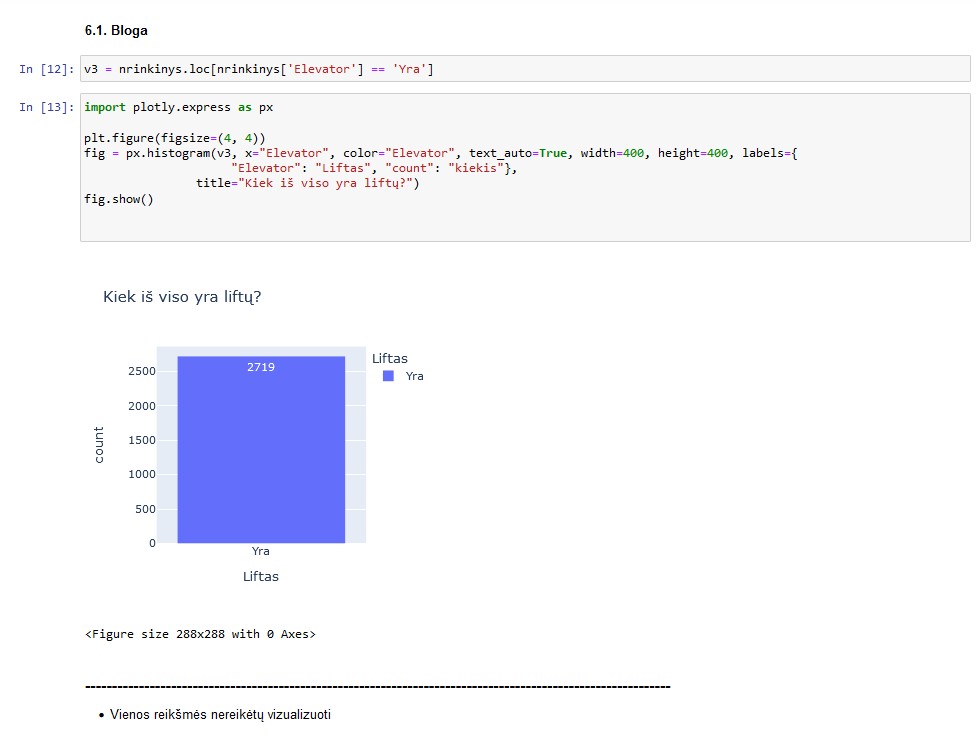 6.1. Bloga
In [12]: v3 = nrinkinys.loc[nrinkinys['Elevator'] == 'Yra']
In [13]: import plotly.express as px
plt.figure(figsize=(4, 4))
fig = px.histogram(v3, x="Elevator", color="Elevator", text_auto=True, width=400, height=400, labels={
"Elevator": "Liftas", "count": "kiekis"},
title="Kiek iš viso yra liftų?")
fig.show()
Kiek iš viso yra liftų?
2719
Liftas
Yra
2500
2000
1500
1000
500
0
count
Yra
Liftas
<Figure size 288x288 with 0 Axes>
• Vienos reikšmės nereikėtų vizualizuoti